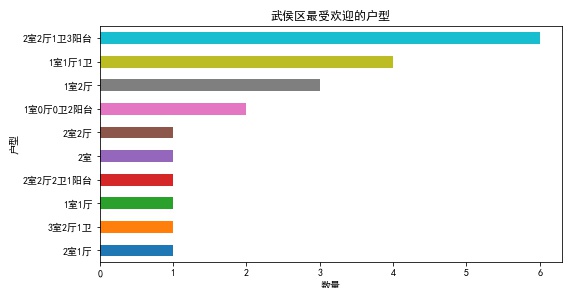 武侯区最受欢迎的户型
户型
2室2厅1卫3阳台
1室1厅1卫
1室2厅
1室0厅0卫2阳台
2室2厅
2室
2室2厅2卫1阳台
1室1厅
3室2厅1卫
2室1厅
0 1 2 3 4 5 6
数量